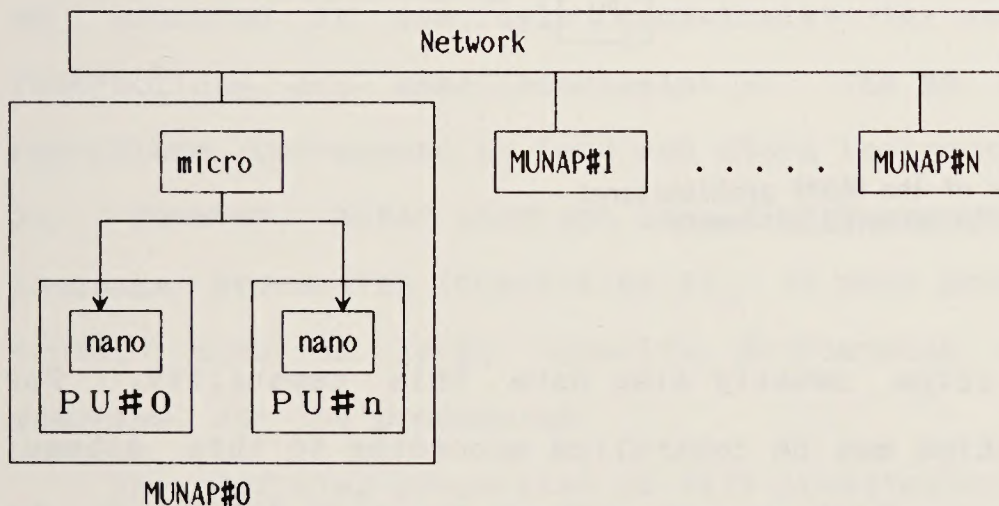 Network
micro
MUNAP#1 ...... MUNAP#N
nano nano
PU#0 PU#n
MUNAP#0